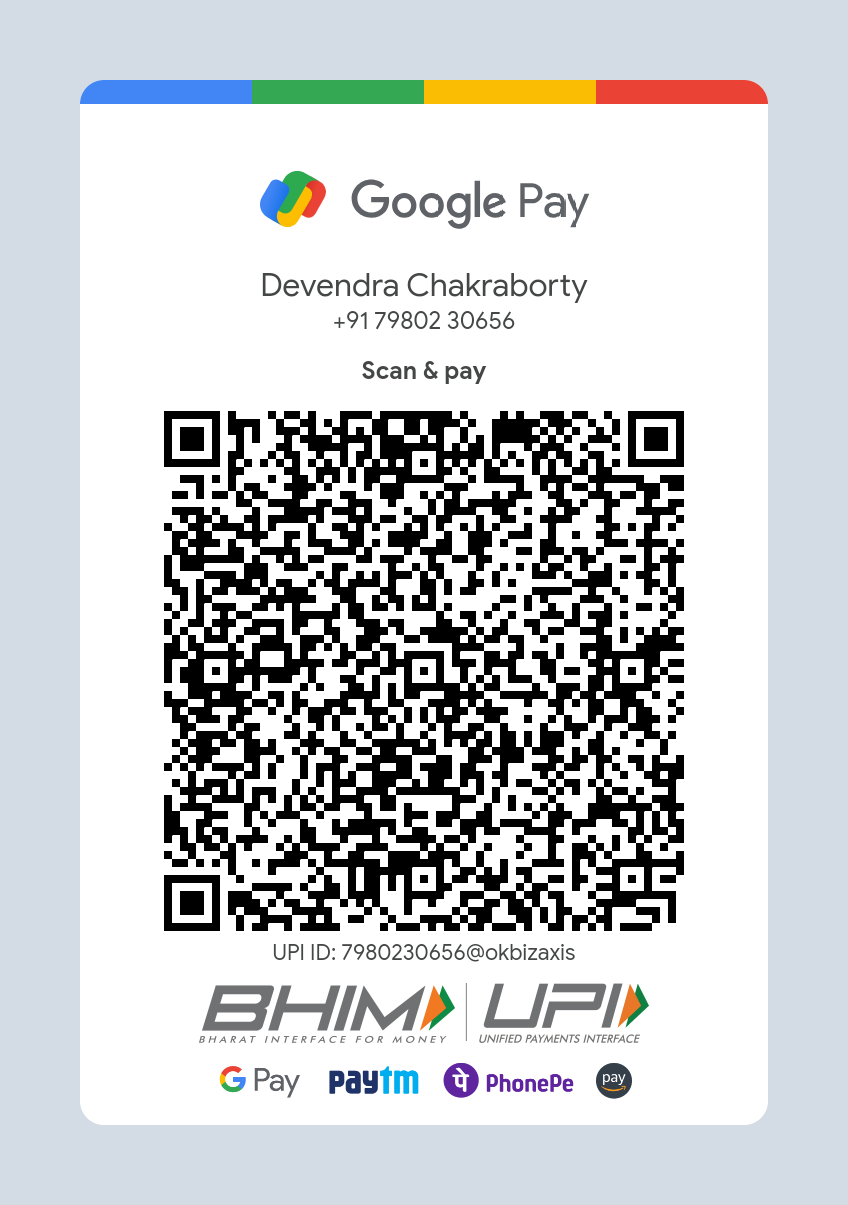 Google Pay
Devendra Chakraborty
+91 79802 30656
Scan & pay
UPI ID: 7980230656@okbizaxis
BHIM UPI
BHARAT INTERFACE FOR MONEY UNIFIED PAYMENTS INTERFACE
G Pay paytm पे PhonePe pay